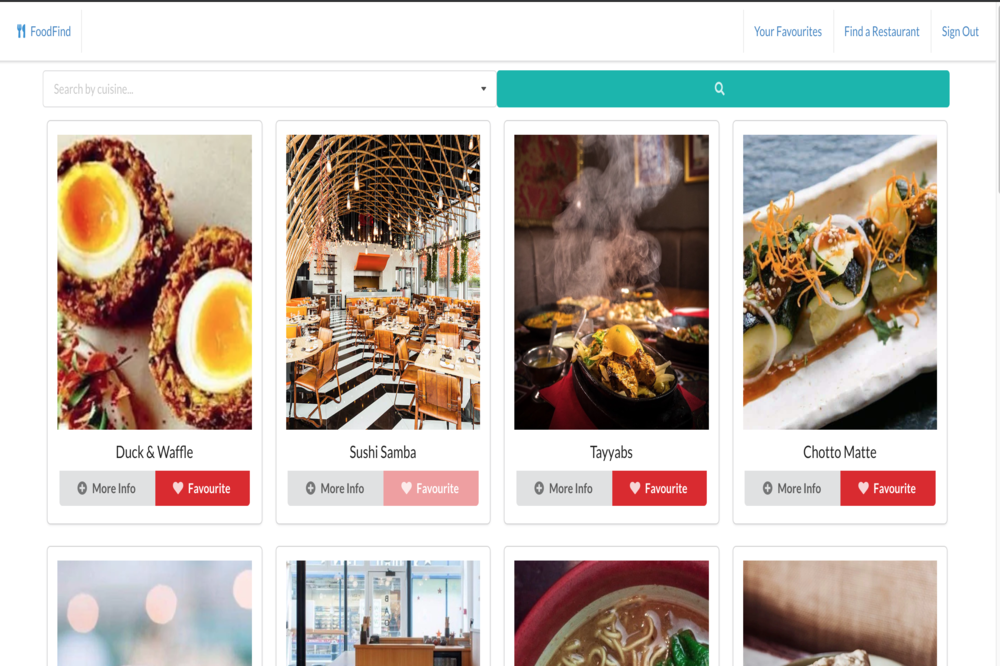 FoodFind
Your Favourites
Find a Restaurant
Sign Out
Search by cuisine...
Duck & Waffle
Sushi Samba
Tayyabs
Chotto Matte
More Info
Favourite
More Info
Favourite
More Info
Favourite
More Info
Favourite